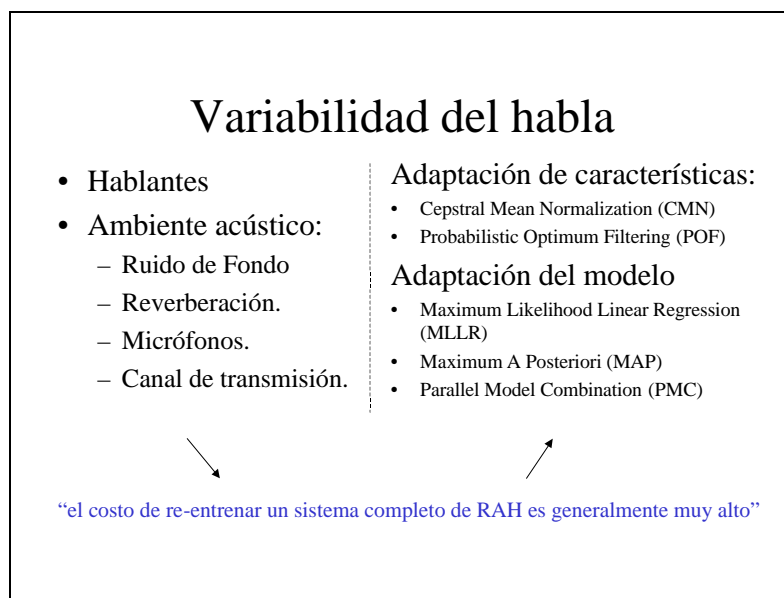 Variabilidad del habla
• Hablantes
• Ambiente acústico:
– Ruido de Fondo
– Reverberación.
– Micrófonos.
– Canal de transmisión.
Adaptación de características:
• Cepstral Mean Normalization (CMN)
• Probabilistic Optimum Filtering (POF)
Adaptación del modelo
• Maximum Likelihood Linear Regression
(MLLR)
• Maximum A Posteriori (MAP)
• Parallel Model Combination (PMC)
“el costo de re-entrenar un sistema completo de RAH es generalmente muy alto”